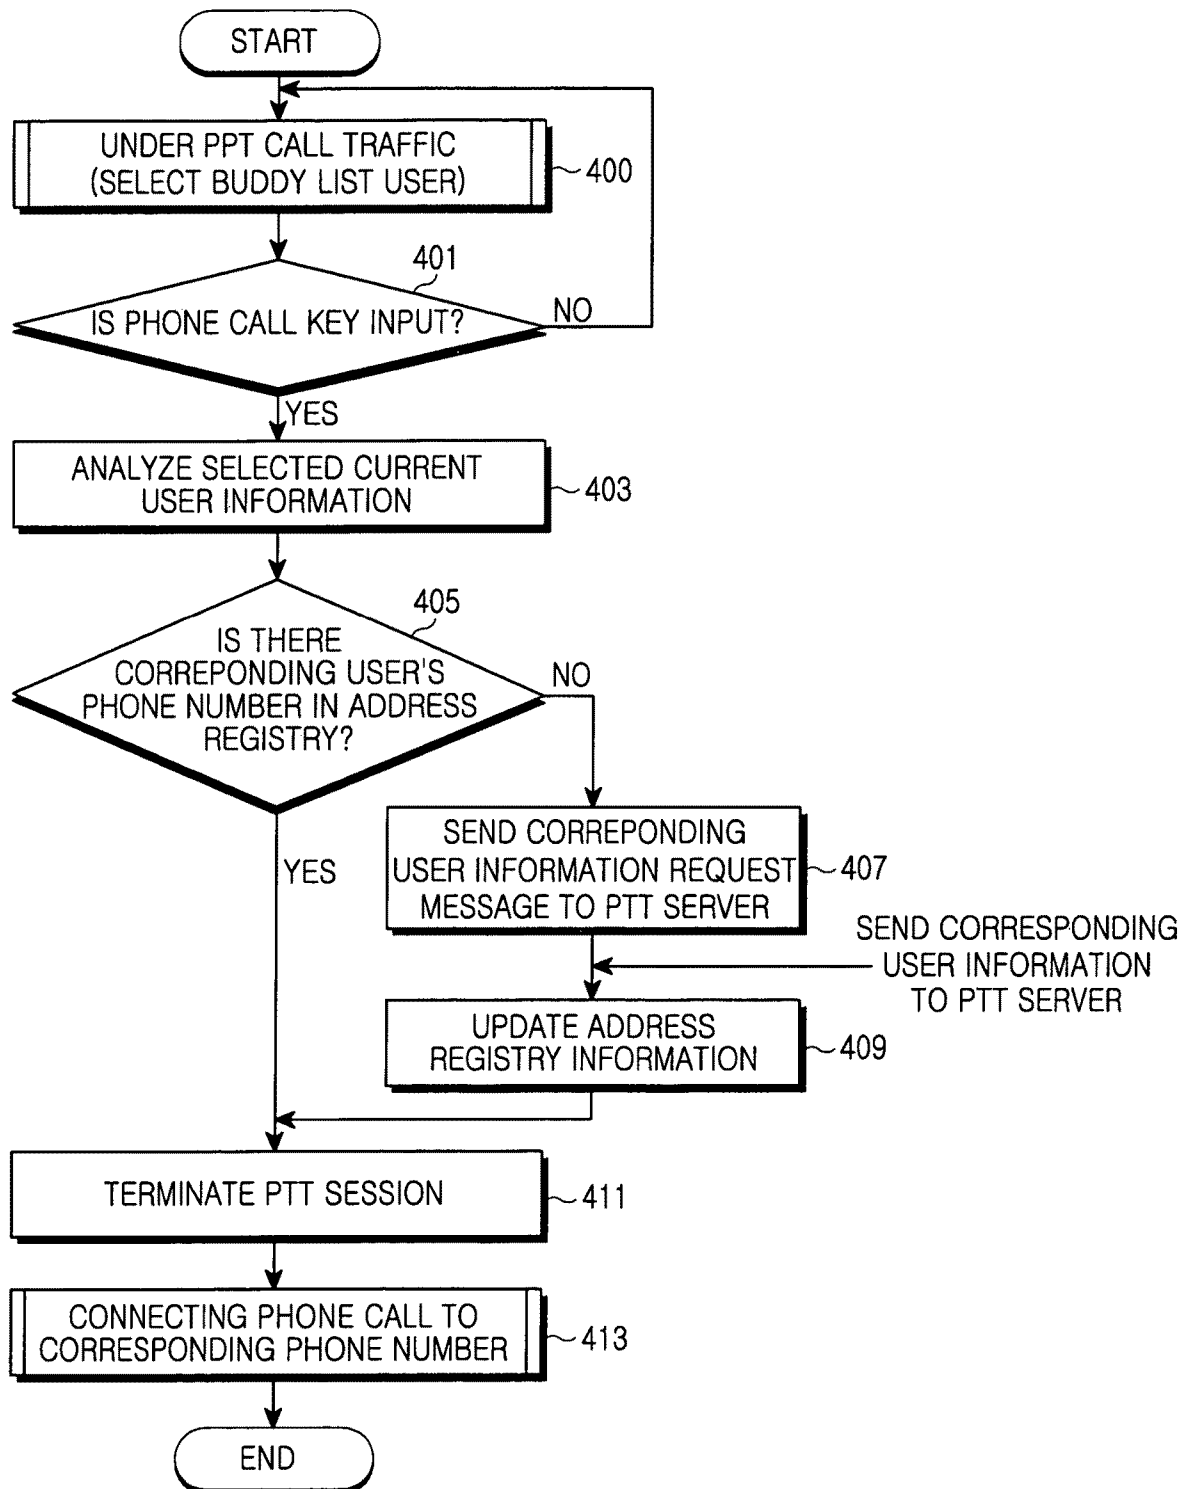 START
UNDER PPT CALL TRAFFIC
(SELECT BUDDY LIST USER)
400
401
IS PHONE CALL KEY INPUT?
NO
YES
ANALYZE SELECTED CURRENT
USER INFORMATION
403
405
IS THERE
CORREPONDING USER'S
PHONE NUMBER IN ADDRESS
REGISTRY?
NO
YES
SEND CORREPONDING
USER INFORMATION REQUEST
MESSAGE TO PTT SERVER
407
SEND CORRESPONDING
USER INFORMATION
TO PTT SERVER
UPDATE ADDRESS
REGISTRY INFORMATION
409
TERMINATE PTT SESSION
411
CONNECTING PHONE CALL TO
CORRESPONDING PHONE NUMBER
413
END